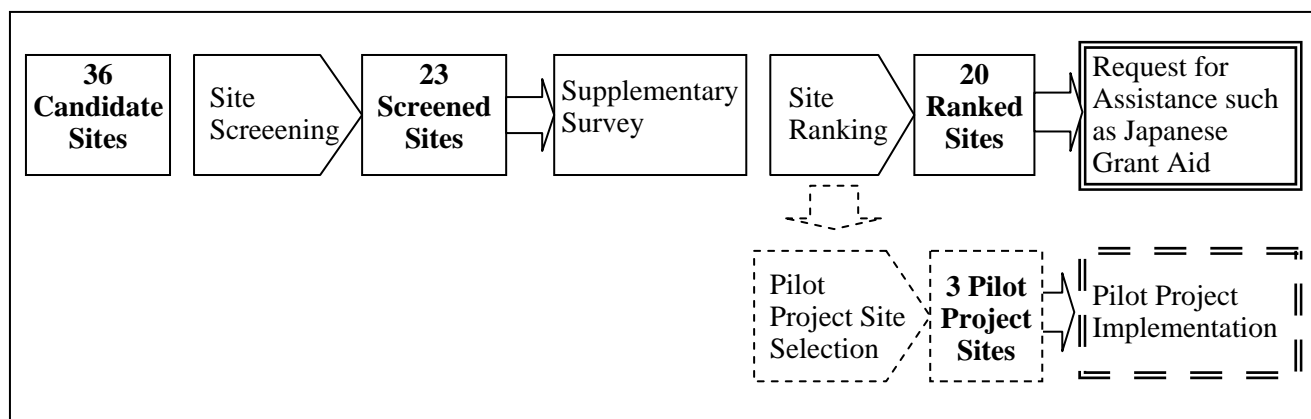 36
Candidate
Sites
Site
Screeening
23
Screened
Sites
Supplementary
Survey
Site
Ranking
20
Ranked
Sites
Request for
Assistance such
as Japanese
Grant Aid
Pilot
Project Site
Selection
3 Pilot
Project
Sites
Pilot Project
Implementation